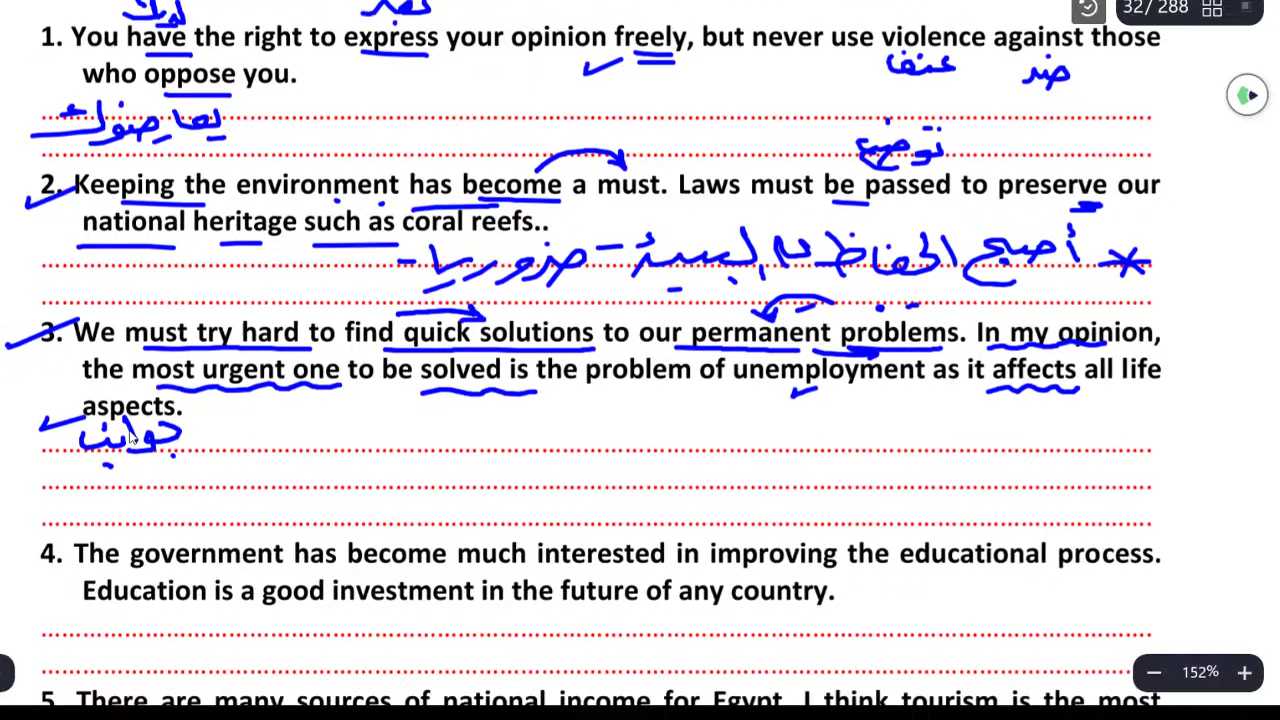 32/ 288
1. You have the right to express your opinion freely, but never use violence against those
عنف ضد
who oppose you.
يعارضونك
توضع
2. Keeping the environment has become a must. Laws must be passed to preserve our
national heritage such as coral reefs..
* أصبح الحفاظ البيئة - ضروريا -
3. We must try hard to find quick solutions to our permanent problems. In my opinion,
the most urgent one to be solved is the problem of unemployment as it affects all life
aspects.
جوانب
4. The government has become much interested in improving the educational process.
Education is a good investment in the future of any country.
152%
5. There are many sources of national income for Egypt. I think tourism is the most